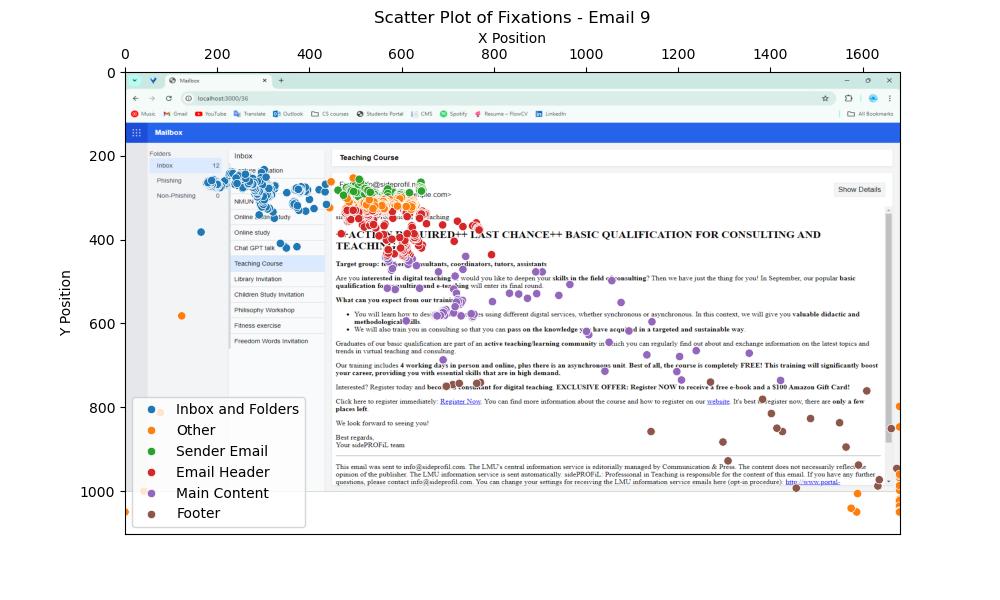 Scatter Plot of Fixations - Email 9
X Position
0 200 400 600 800 1000 1200 1400 1600
Y Position
0
200
400
600
800
1000
Mailbox
localhost:3000/36
Music Gmail YouTube Translate Outlook CS courses Students Portal CMS Spotify Resume – FlowCV LinkedIn All Bookmarks
Mailbox
Folders
Inbox 12
Phishing
Non-Phishing 0
Inbox
NMUN
Online study
Online study
Chat GPT talk
Teaching Course
Library Invitation
Children Study Invitation
Philosophy Workshop
Fitness exercise
Freedom Words Invitation
Teaching Course
Show Details
LAST CHANCE++ BASIC QUALIFICATION FOR CONSULTING AND
TEACHING
Target group: consultants, coordinators, tutors, assistants
Are you interested in digital teaching would you like to deepen your skills in the field of consulting? Then we have just the thing for you! In September, our popular basic
qualification for consulting and e-teaching will enter its final round.
What can you expect from our training
You will learn how to using different digital services, whether synchronous or asynchronous. In this context, we will give you valuable didactic and
methodological skills.
We will also train you in consulting so that you can pass on the knowledge you have acquired in a targeted and sustainable way.
Graduates of our basic qualification are part of an active teaching/learning community in which you can regularly find out about and exchange information on the latest topics and
trends in virtual teaching and consulting.
Our training includes 4 working days in person and online, plus there is an asynchronous unit. Best of all, the course is completely FREE! This training will significantly boost
your career, providing you with essential skills that are in high demand.
Interested? Register today and become a consultant for digital teaching. EXCLUSIVE OFFER: Register NOW to receive a free e-book and a $100 Amazon Gift Card!
Click here to register immediately: Register Now. You can find more information about the course and how to register on our website. It's best to register now, there are only a few
places left.
We look forward to seeing you!
Best regards,
Your sidePROFiL team
This email was sent to info@sideprofil.com. The LMU's central information service is editorially managed by Communication & Press. The content does not necessarily reflect the
opinion of the publisher. The LMU information service is sent automatically. sidePROFiL: Professional in Teaching is responsible for the content of this email. If you have any further
questions, please contact info@sideprofil.com. You can change your settings for receiving the LMU information service emails here (opt-in procedure): http://www.portal-
Inbox and Folders
Other
Sender Email
Email Header
Main Content
Footer